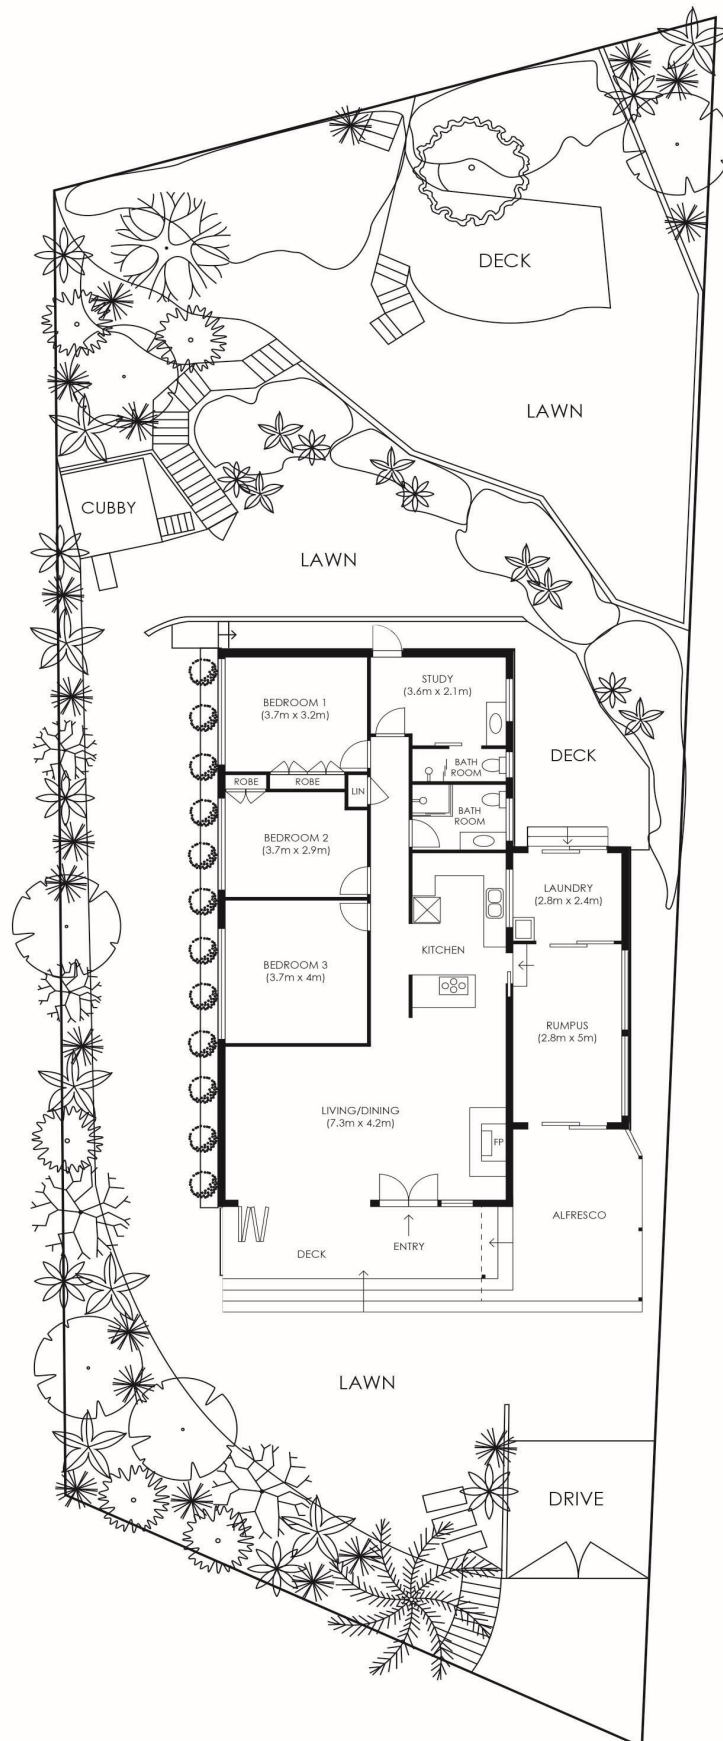 DECK
LAWN
CUBBY
LAWN
BEDROOM 1
(3.7m x 3.2m)
STUDY
(3.6m x 2.1m)
DECK
BATH
ROOM
ROBE
ROBE
LIN
BATH
ROOM
BEDROOM 2
(3.7m x 2.9m)
LAUNDRY
(2.8m x 2.4m)
KITCHEN
BEDROOM 3
(3.7m x 4m)
RUMPUS
(2.8m x 5m)
LIVING/DINING
(7.3m x 4.2m)
FP
ALFRESCO
ENTRY
DECK
LAWN
DRIVE